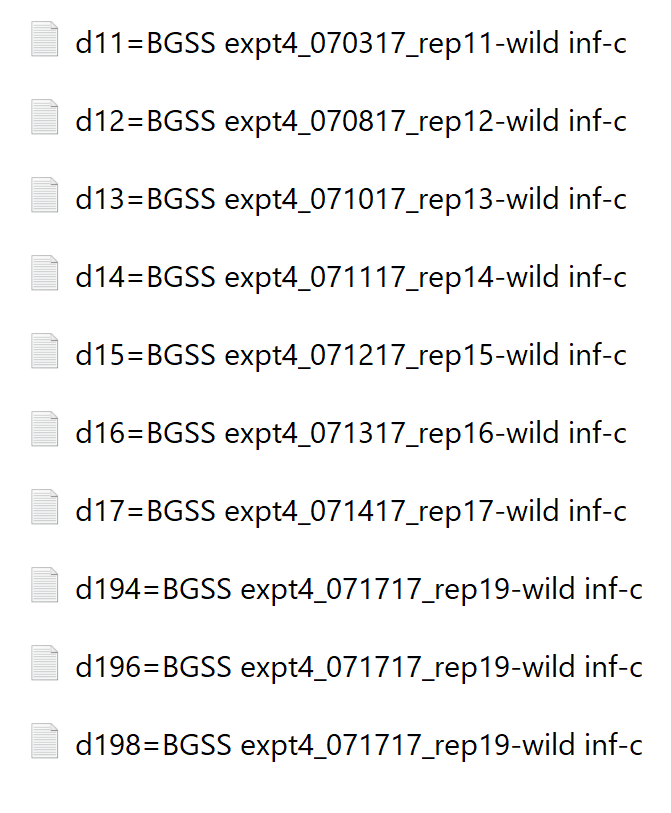 d11=BGSS expt4_070317_rep11-wild inf-c
d12=BGSS expt4_070817_rep12-wild inf-c
d13=BGSS expt4_071017_rep13-wild inf-c
d14=BGSS expt4_071117_rep14-wild inf-c
d15=BGSS expt4_071217_rep15-wild inf-c
d16=BGSS expt4_071317_rep16-wild inf-c
d17=BGSS expt4_071417_rep17-wild inf-c
d194=BGSS expt4_071717_rep19-wild inf-c
d196=BGSS expt4_071717_rep19-wild inf-c
d198=BGSS expt4_071717_rep19-wild inf-c